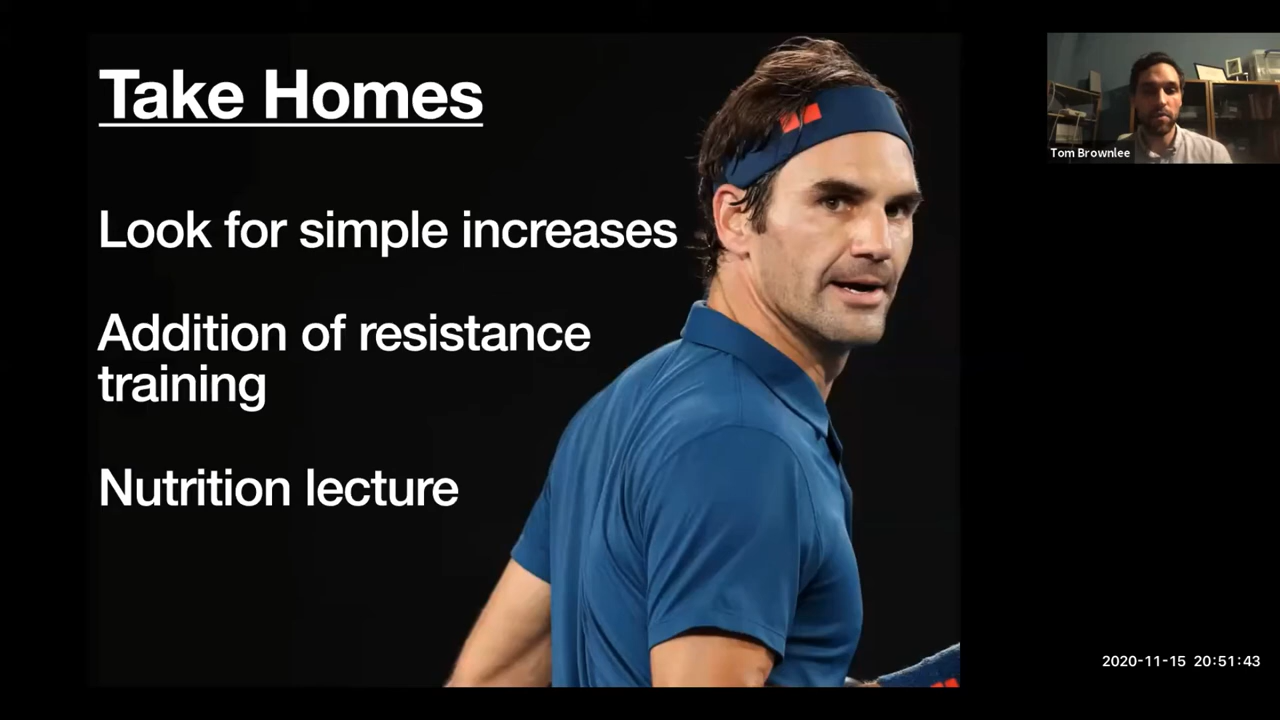 Take Homes
Look for simple increases
Addition of resistance
training
Nutrition lecture
Tom Brownlee
2020-11-15 20:51:43